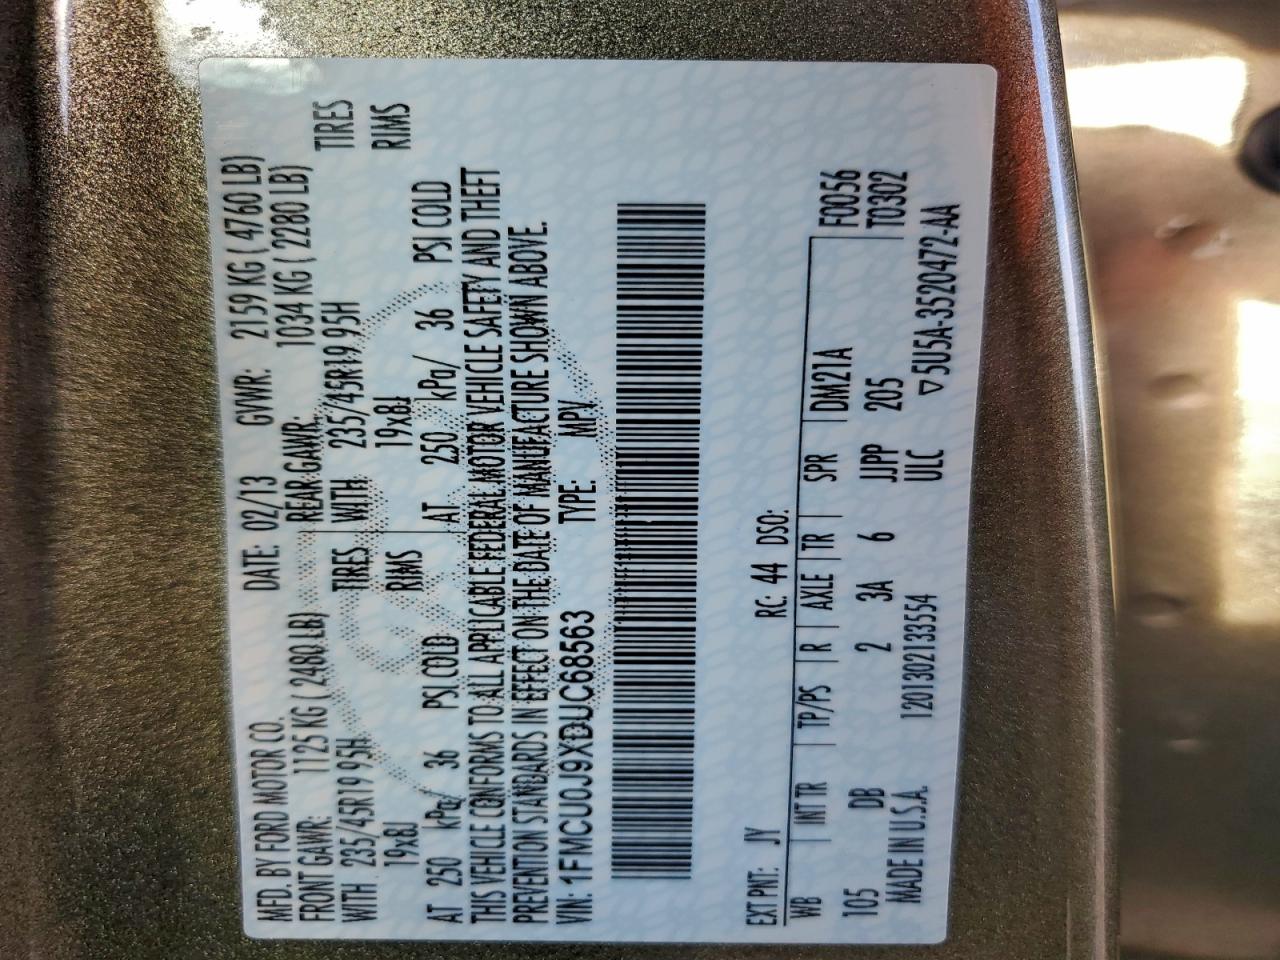 MFD. BY FORD MOTOR CO. DATE: 02/13 GVWR: 2159 KG ( 4760 LB)
FRONT GAWR: 1125 KG ( 2480 LB) REAR GAWR: 1034 KG ( 2280 LB)
WITH 235/45R19 95H TIRES WITH 235/45R19 95H TIRES
19x8J RIMS 19x8J RIMS
AT 250 kPa/ 36 PSI COLD AT 250 kPa/ 36 PSI COLD
THIS VEHICLE CONFORMS TO ALL APPLICABLE FEDERAL MOTOR VEHICLE SAFETY AND THEFT
PREVENTION STANDARDS IN EFFECT ON THE DATE OF MANUFACTURE SHOWN ABOVE.
VIN: 1FMCU0J9XDUC68563 TYPE: MPV
EXT PNT: JY RC: 44 DSO:
WB INT TR TP/PS R AXLE TR SPR DM21A F0056
105 DB 2 3A 6 JJPP 205 T0302
MADE IN U.S.A. 12013021​33554 ULC ▽5U5A-3520472-AA